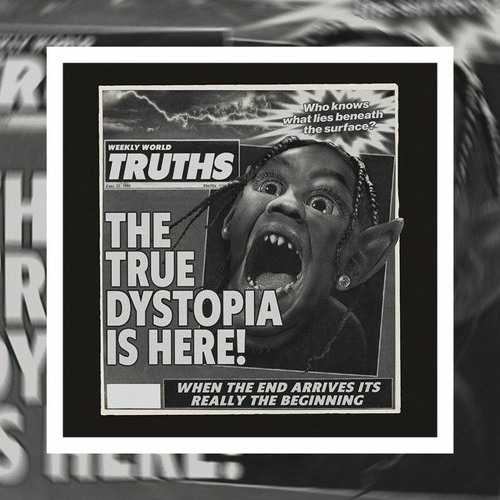 Who knows
what lies beneath
the surface?
WEEKLY WORLD
TRUTHS
THE
TRUE
DYSTOPIA
IS HERE!
WHEN THE END ARRIVES ITS
REALLY THE BEGINNING